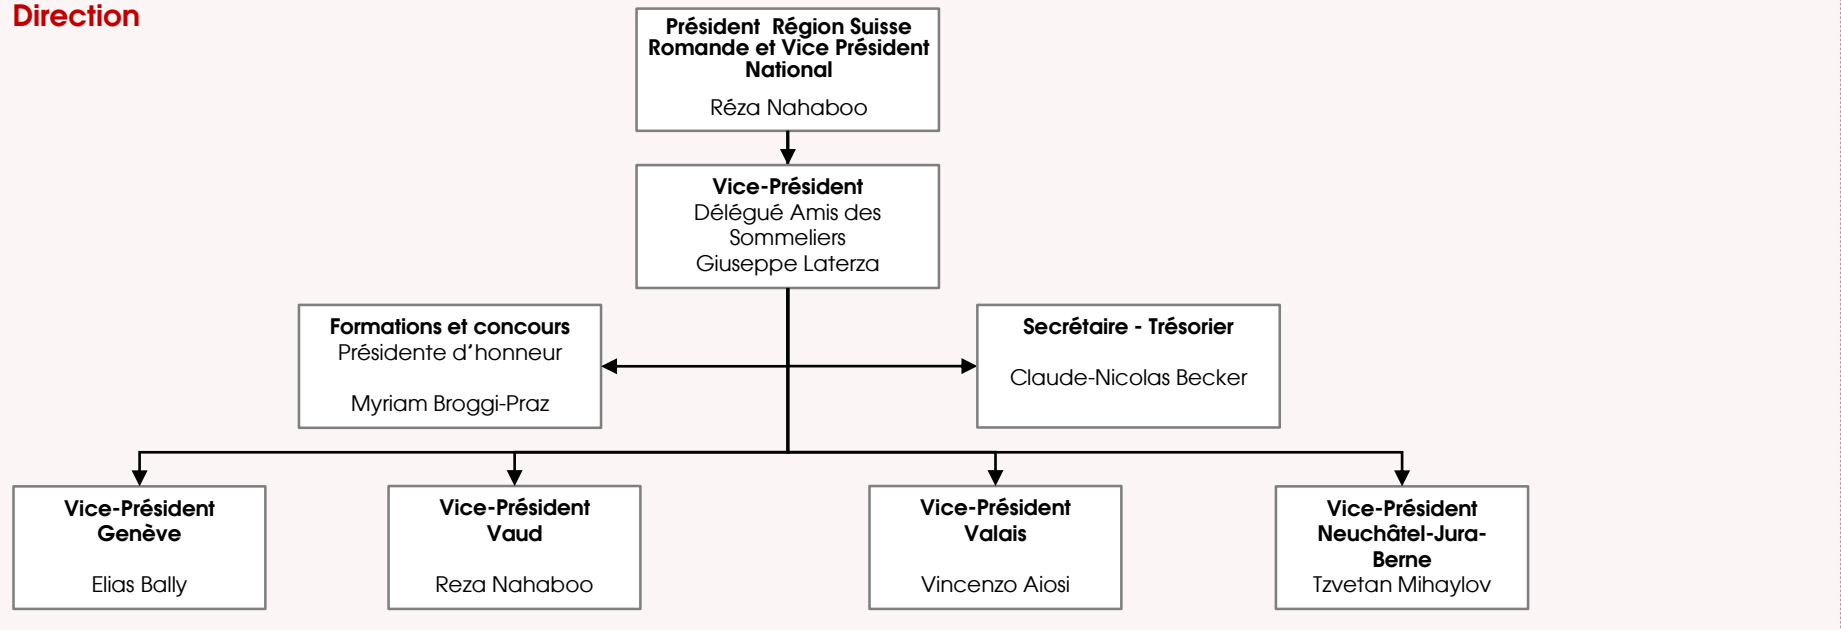 Direction
Président  Région Suisse
Romande et Vice Président
National
Réza Nahaboo
Vice-Président
Délégué Amis des
Sommeliers
Giuseppe Laterza
Formations et concours
Présidente d’honneur
Myriam Broggi-Praz
Secrétaire - Trésorier
Claude-Nicolas Becker
Vice-Président
Genève
Elias Bally
Vice-Président
Vaud
Reza Nahaboo
Vice-Président
Valais
Vincenzo Aiosi
Vice-Président
Neuchâtel-Jura-
Berne
Tzvetan Mihaylov